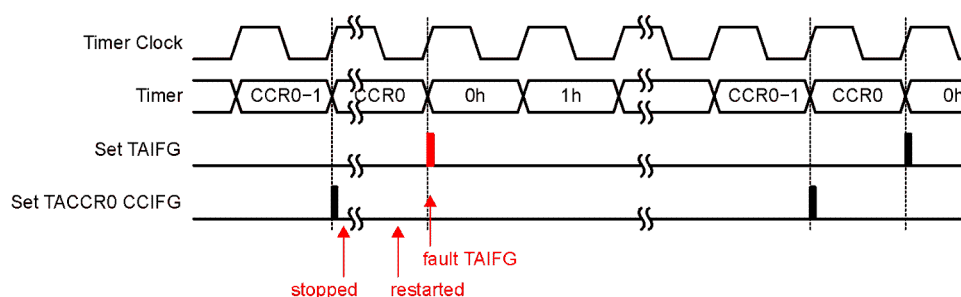 Timer Clock
Timer CCR0−1 CCR0 0h 1h CCR0−1 CCR0 0h
Set TAIFG
Set TACCR0 CCIFG
fault TAIFG
stopped restarted